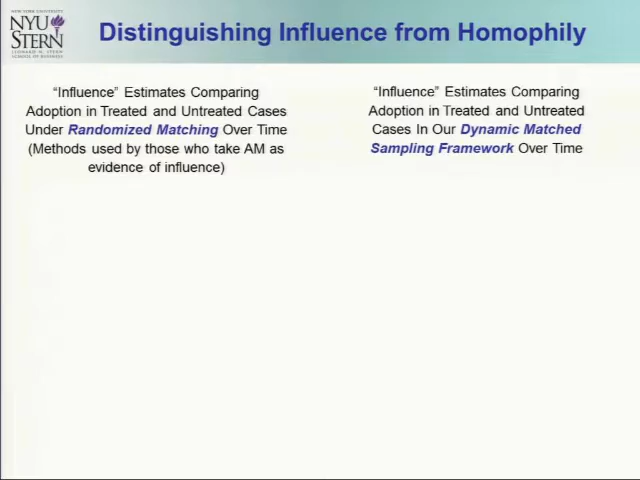 NEW YORK UNIVERSITY
NYU
STERN
LEONARD N. STERN
SCHOOL OF BUSINESS
Distinguishing Influence from Homophily
“Influence” Estimates Comparing
Adoption in Treated and Untreated Cases
Under Randomized Matching Over Time
(Methods used by those who take AM as
evidence of influence)
“Influence” Estimates Comparing
Adoption in Treated and Untreated
Cases In Our Dynamic Matched
Sampling Framework Over Time